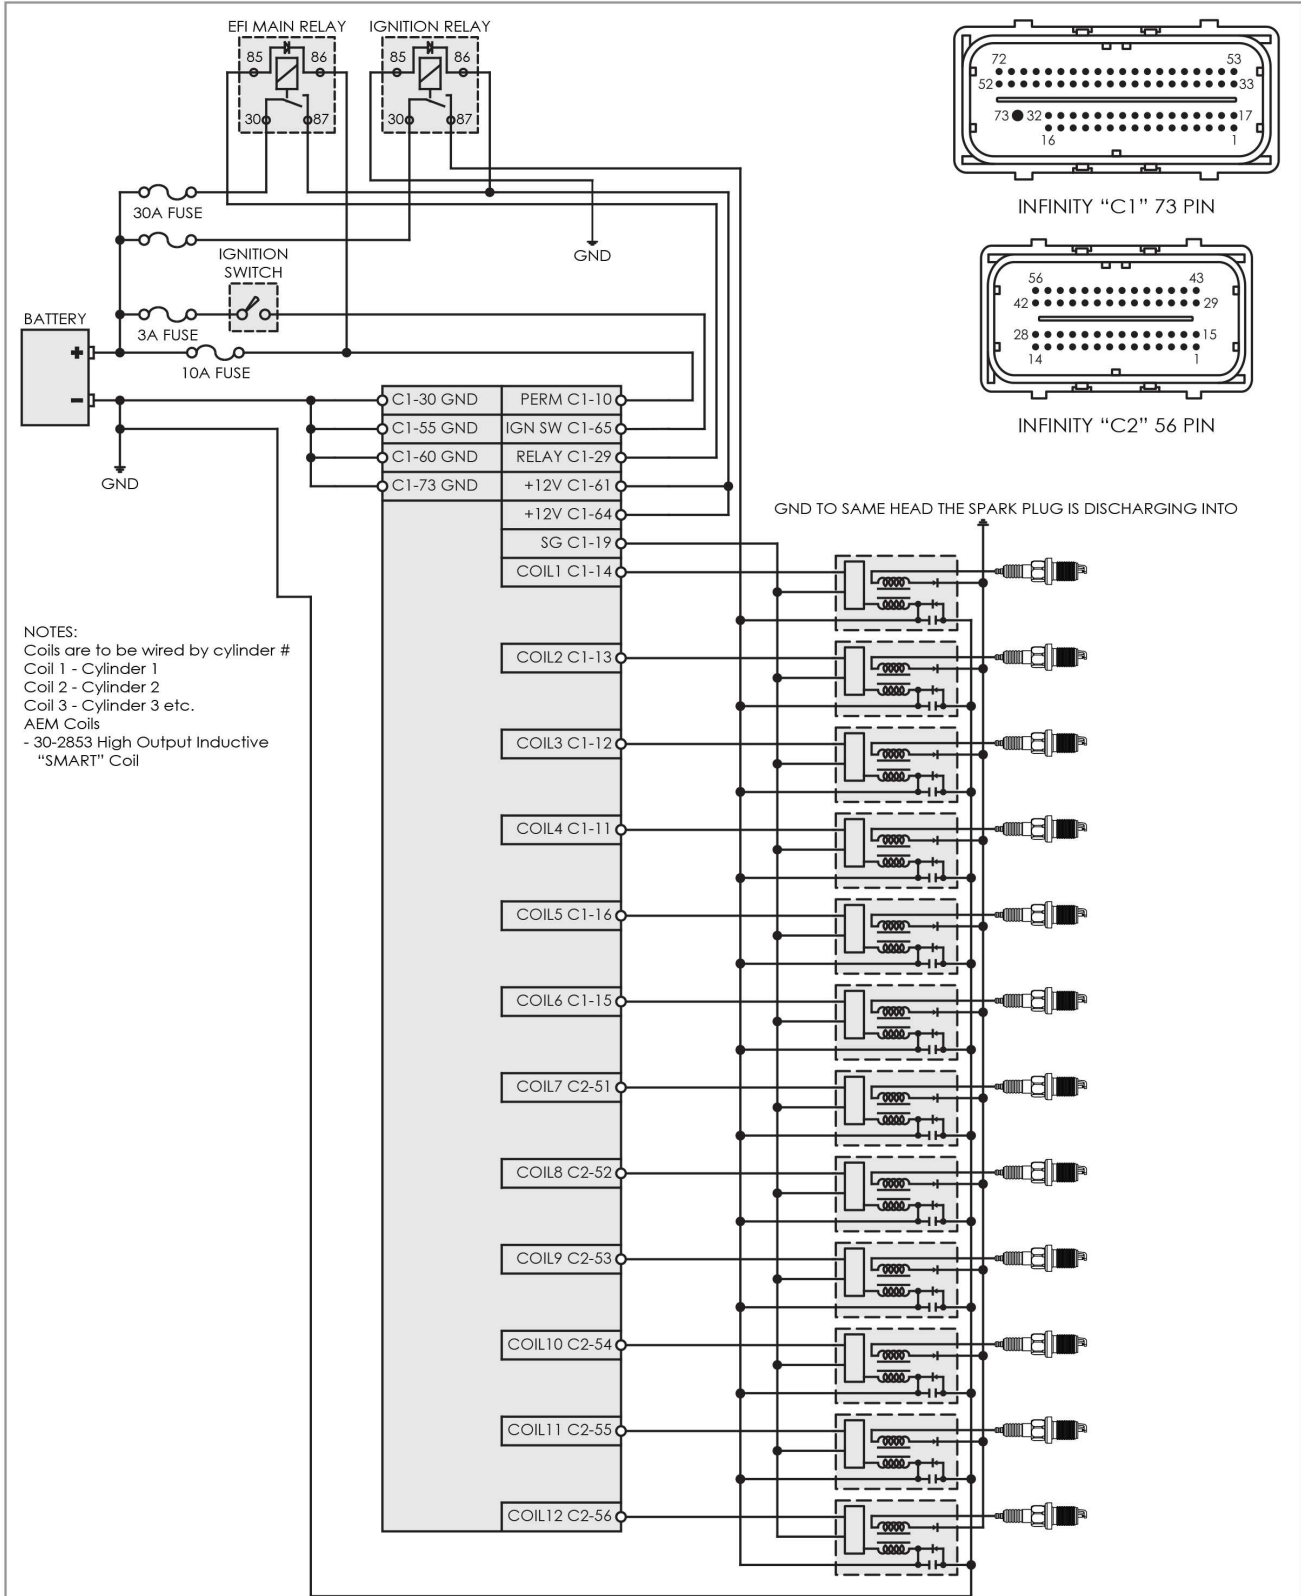 EFI MAIN RELAY
IGNITION RELAY
85
86
85
86
30
87
30
87
72
53
52
33
73
32
17
16
1
INFINITY “C1” 73 PIN
30A FUSE
IGNITION
SWITCH
GND
3A FUSE
10A FUSE
BATTERY
+
-
GND
56
43
42
29
28
15
14
1
INFINITY “C2” 56 PIN
C1-30 GND
PERM C1-10
C1-55 GND
IGN SW C1-65
C1-60 GND
RELAY C1-29
C1-73 GND
+12V C1-61
+12V C1-64
SG C1-19
COIL1 C1-14
COIL2 C1-13
COIL3 C1-12
COIL4 C1-11
COIL5 C1-16
COIL6 C1-15
COIL7 C2-51
COIL8 C2-52
COIL9 C2-53
COIL10 C2-54
COIL11 C2-55
COIL12 C2-56
GND TO SAME HEAD THE SPARK PLUG IS DISCHARGING INTO
NOTES:
Coils are to be wired by cylinder #
Coil 1 - Cylinder 1
Coil 2 - Cylinder 2
Coil 3 - Cylinder 3 etc.
AEM Coils
- 30-2853 High Output Inductive
“SMART” Coil